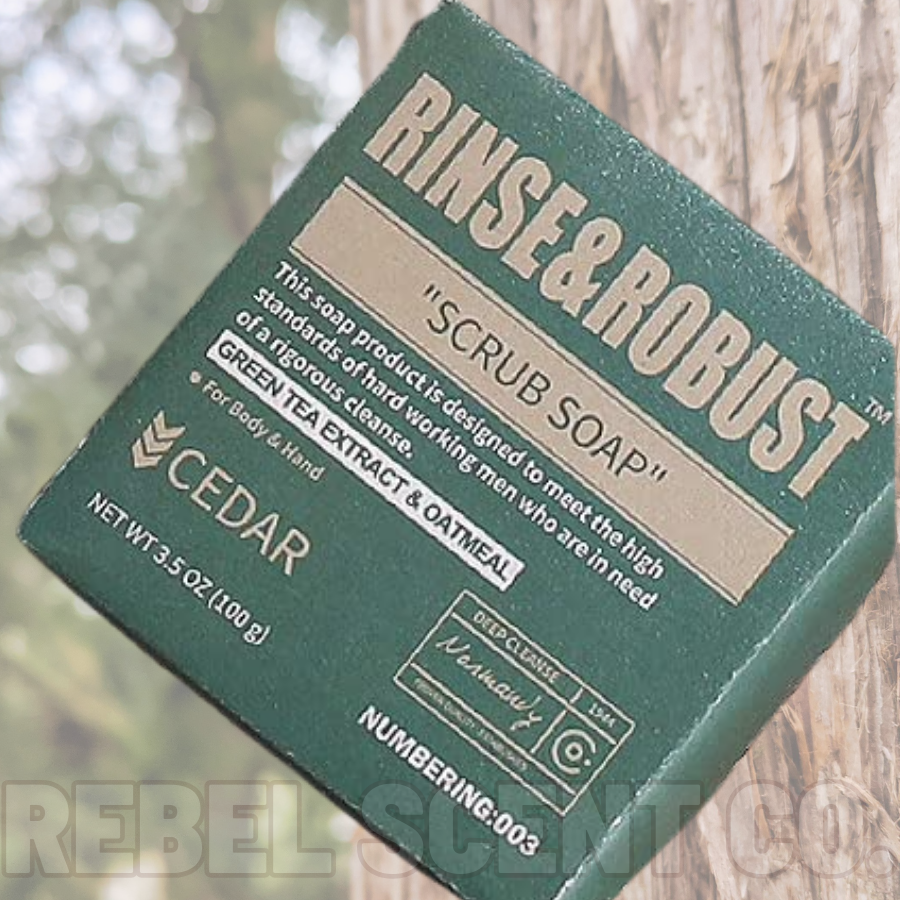 RINSE&ROBUST™
"SCRUB SOAP"
This soap product is designed to meet the high
standards of hard working men who are in need
of a rigorous cleanse.
GREEN TEA EXTRACT & OATMEAL
• For Body & Hand
CEDAR
NET WT 3.5 OZ (100 g)
DEEP CLEANSE 1944
Normandy
NUMBERING:003
REBEL SCENT CO.